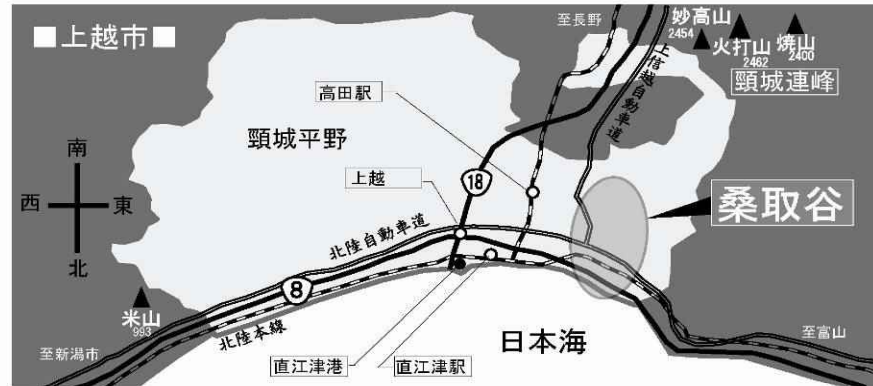 ■上越市■
至長野
妙高山
2454
火打山
2462
焼山
2400
頸城連峰
上信越自動車道
高田駅
頸城平野
上越
18
桑取谷
南
西
東
北
北陸自動車道
8
米山
993
北陸本線
日本海
至新潟市
直江津港
直江津駅
至富山